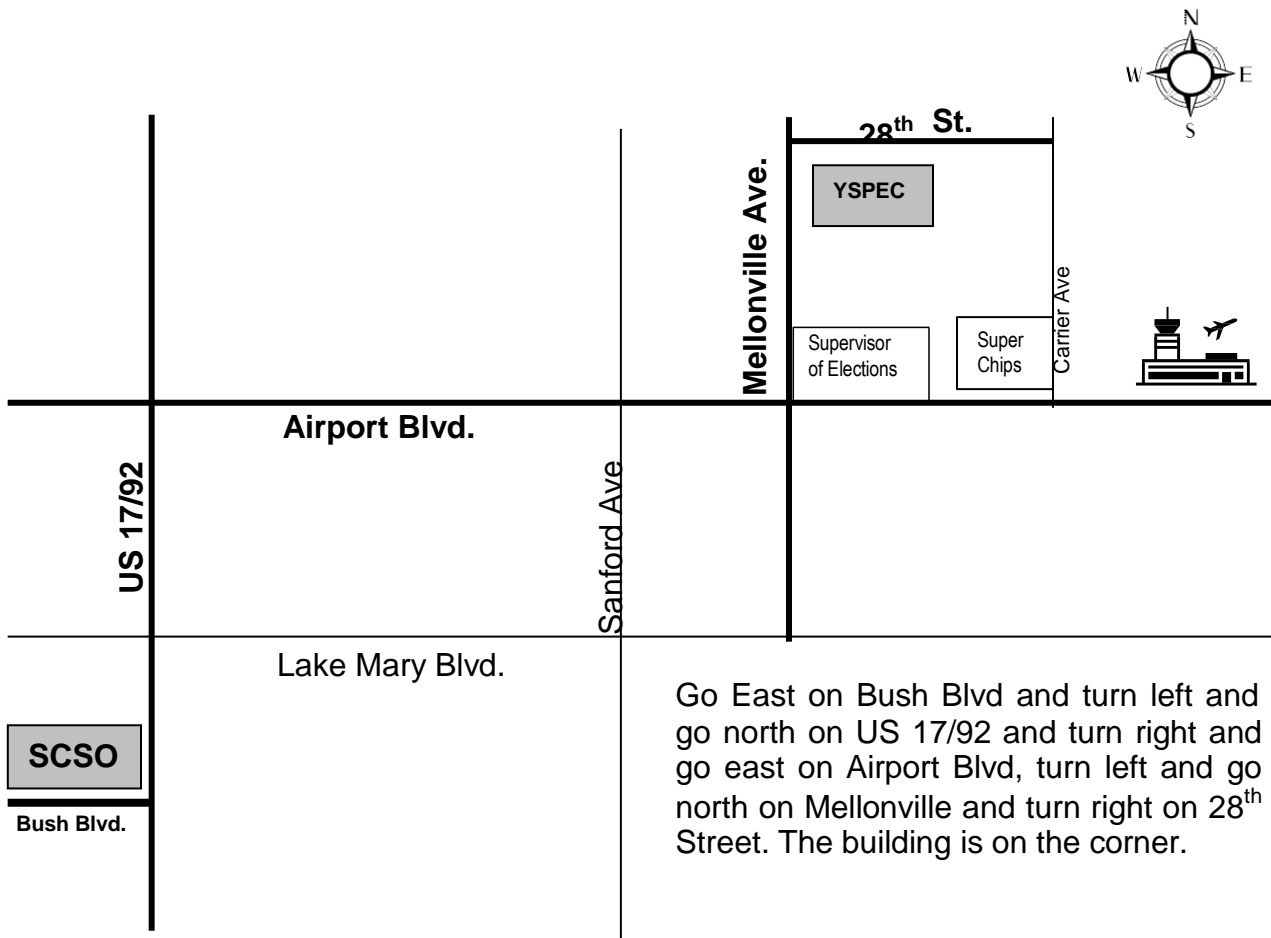 N
W E
S
28th St.
Mellonville Ave.
YSPEC
Carrier Ave
Supervisor
of Elections
Super
Chips
Airport Blvd.
US 17/92
Sanford Ave
Lake Mary Blvd.
SCSO
Bush Blvd.
Go East on Bush Blvd and turn left and
go north on US 17/92 and turn right and
go east on Airport Blvd, turn left and go
north on Mellonville and turn right on 28th
Street. The building is on the corner.